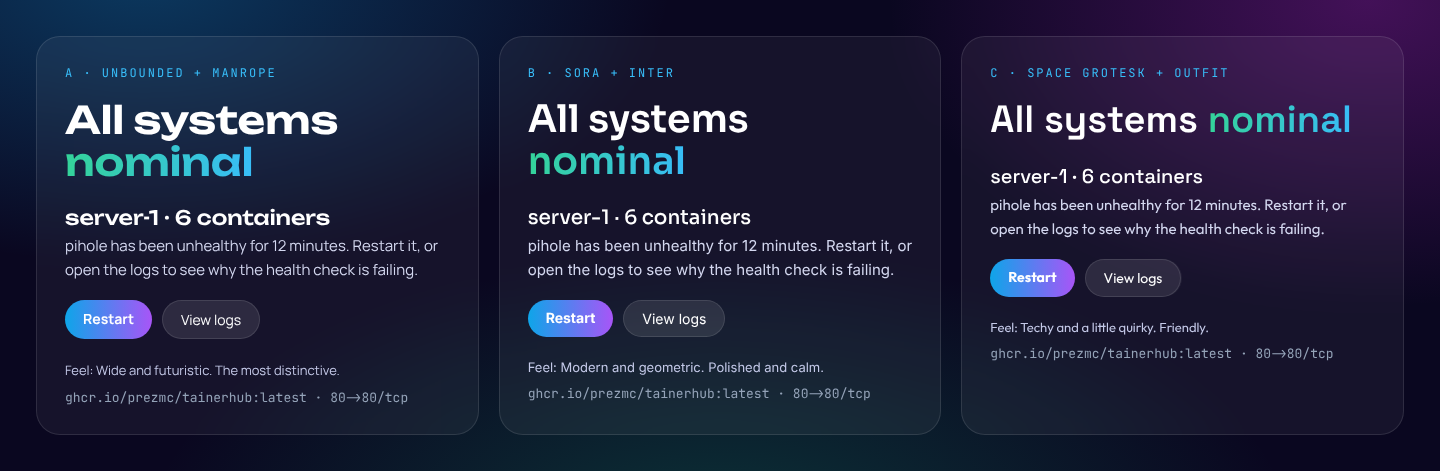 A · UNBOUNDED + MANROPE
All systems
nominal
server-1 · 6 containers
pihole has been unhealthy for 12 minutes. Restart it, or
open the logs to see why the health check is failing.
Restart
View logs
Feel: Wide and futuristic. The most distinctive.
ghcr.io/prezmc/tainerhub:latest · 80→80/tcp
B · SORA + INTER
All systems
nominal
server-1 · 6 containers
pihole has been unhealthy for 12 minutes. Restart it, or
open the logs to see why the health check is failing.
Restart
View logs
Feel: Modern and geometric. Polished and calm.
ghcr.io/prezmc/tainerhub:latest · 80→80/tcp
C · SPACE GROTESK + OUTFIT
All systems nominal
server-1 · 6 containers
pihole has been unhealthy for 12 minutes. Restart it, or
open the logs to see why the health check is failing.
Restart
View logs
Feel: Techy and a little quirky. Friendly.
ghcr.io/prezmc/tainerhub:latest · 80→80/tcp